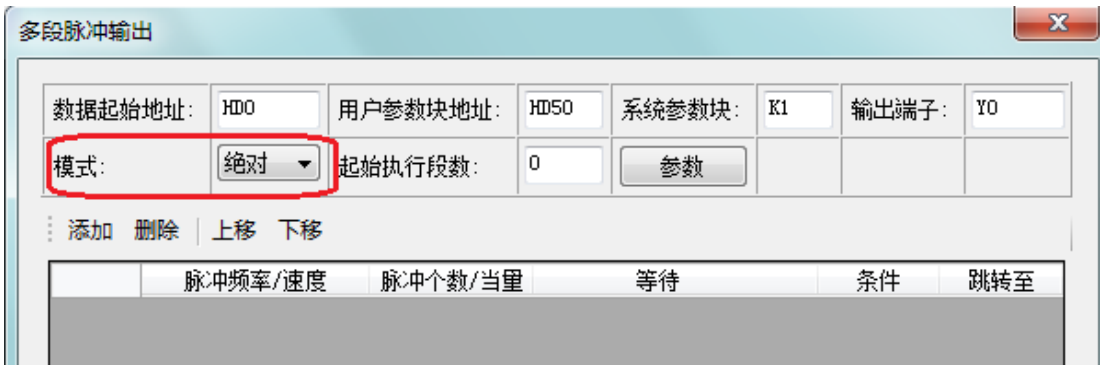 多段脉冲输出
数据起始地址: HD0 用户参数块地址: HD50 系统参数块: K1 输出端子: Y0
模式: 绝对 起始执行段数: 0 参数
添加 删除 上移 下移
脉冲频率/速度 脉冲个数/当量 等待 条件 跳转至